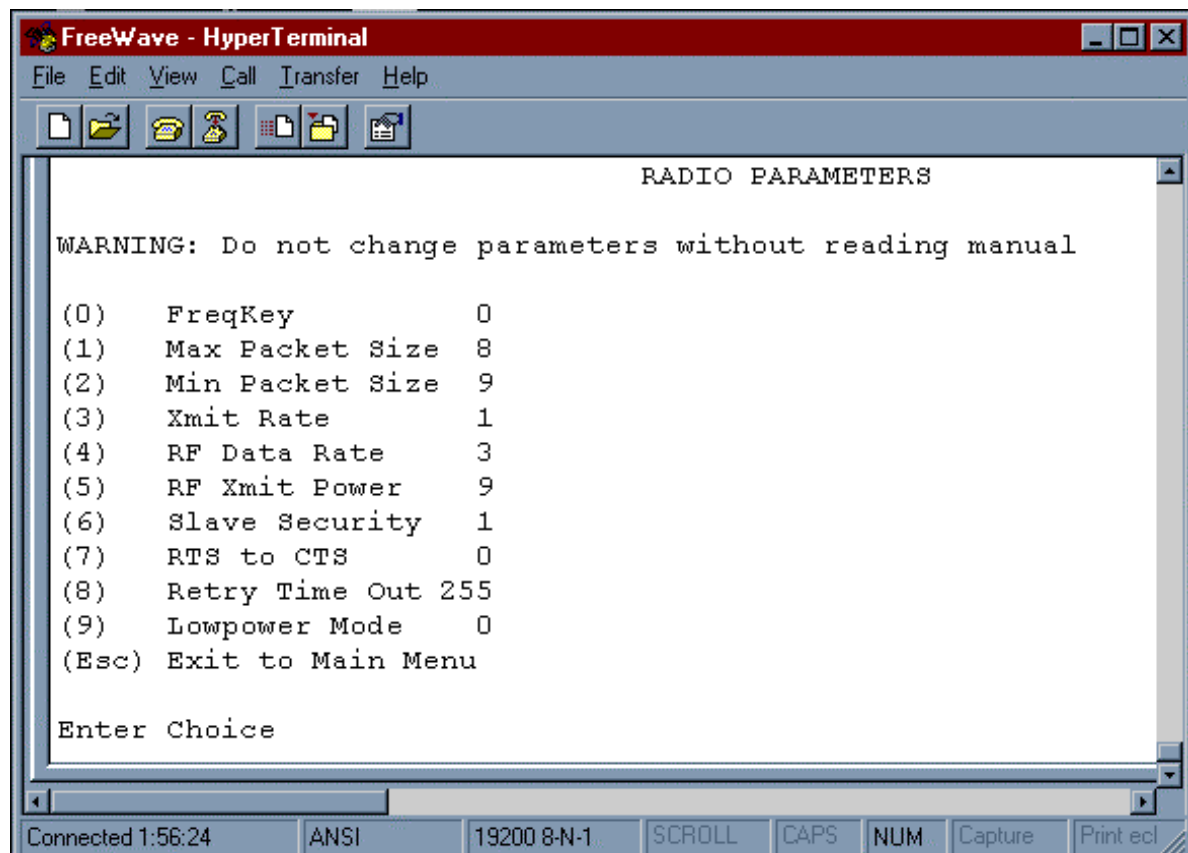 FreeWave - HyperTerminal
File Edit View Call Transfer Help
RADIO PARAMETERS
WARNING: Do not change parameters without reading manual
(0) FreqKey 0
(1) Max Packet Size 8
(2) Min Packet Size 9
(3) Xmit Rate 1
(4) RF Data Rate 3
(5) RF Xmit Power 9
(6) Slave Security 1
(7) RTS to CTS 0
(8) Retry Time Out 255
(9) Lowpower Mode 0
(Esc) Exit to Main Menu
Enter Choice
Connected 1:56:24 ANSI 19200 8-N-1 SCROLL CAPS NUM Capture Print ecl